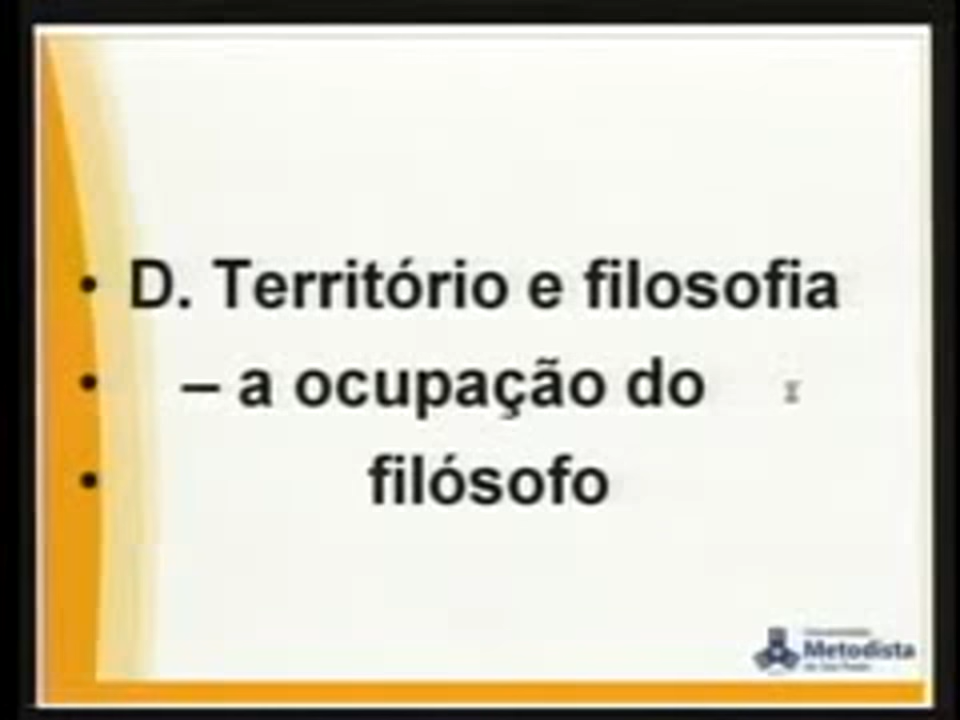 • D. Território e filosofia
• – a ocupação do
• filósofo
Metodista